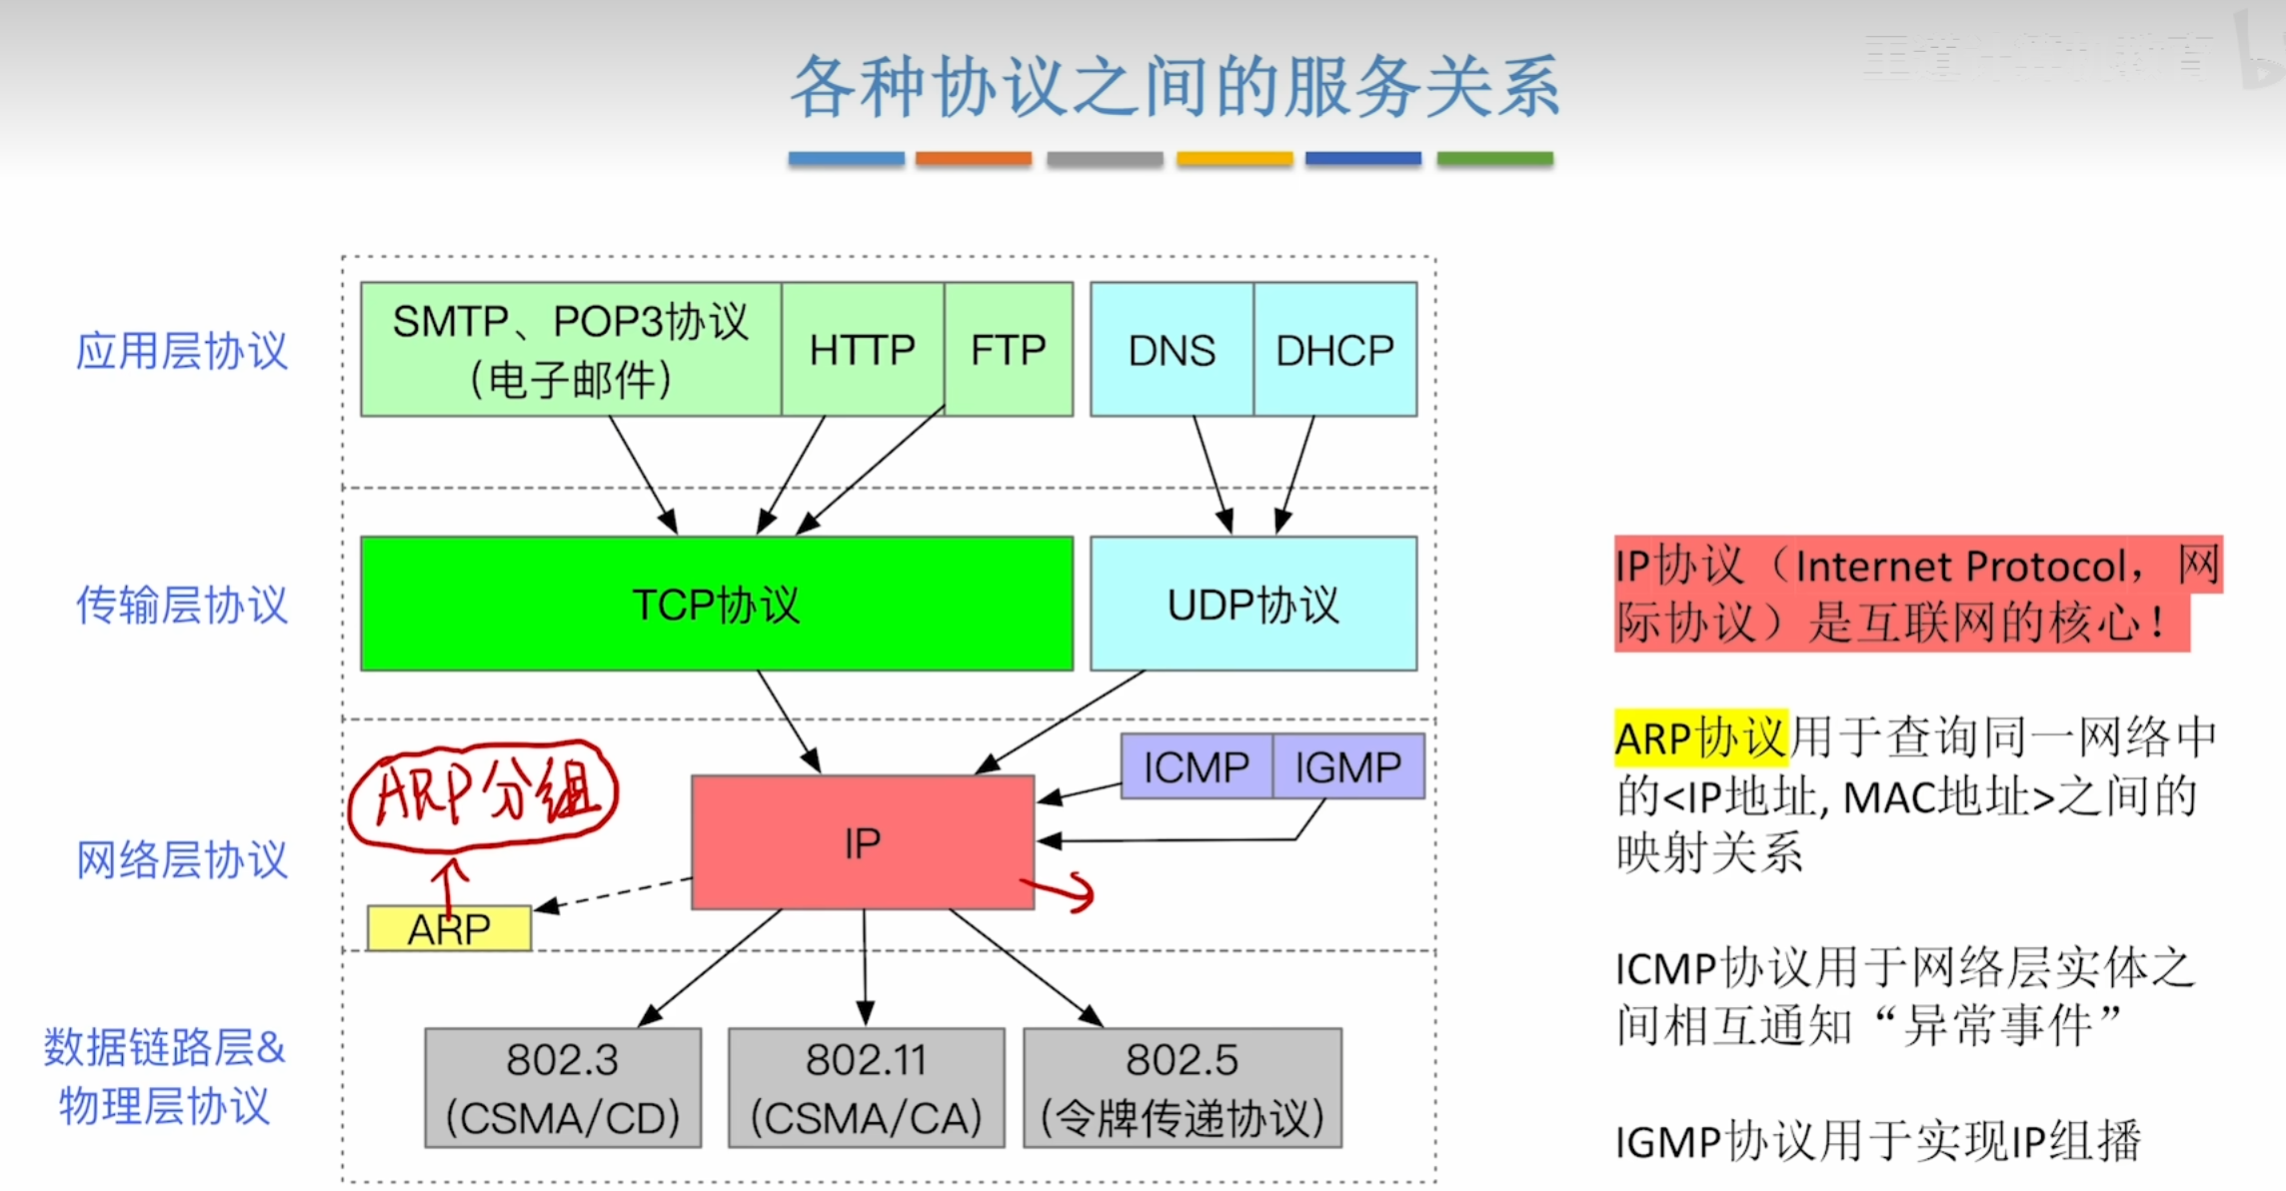 各种协议之间的服务关系
王道计算机教育
应用层协议
SMTP、POP3协议
(电子邮件)
HTTP
FTP
DNS
DHCP
传输层协议
TCP协议
UDP协议
网络层协议
ARP分组
ICMP
IGMP
IP
ARP
数据链路层&
物理层协议
802.3
(CSMA/CD)
802.11
(CSMA/CA)
802.5
(令牌传递协议)
IP协议（Internet Protocol，网
际协议）是互联网的核心！
ARP协议用于查询同一网络中
的<IP地址, MAC地址>之间的
映射关系
ICMP协议用于网络层实体之
间相互通知“异常事件”
IGMP协议用于实现IP组播